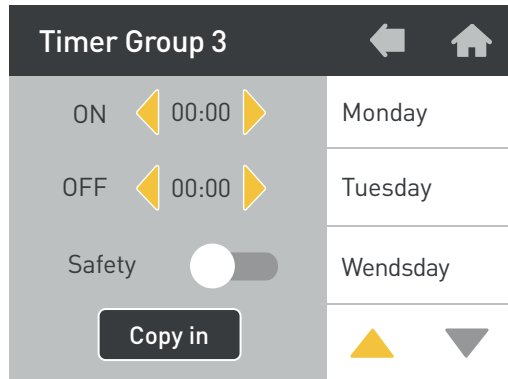 Timer Group 3
ON 00:00
OFF 00:00
Safety
Copy in
Monday
Tuesday
Wendsday